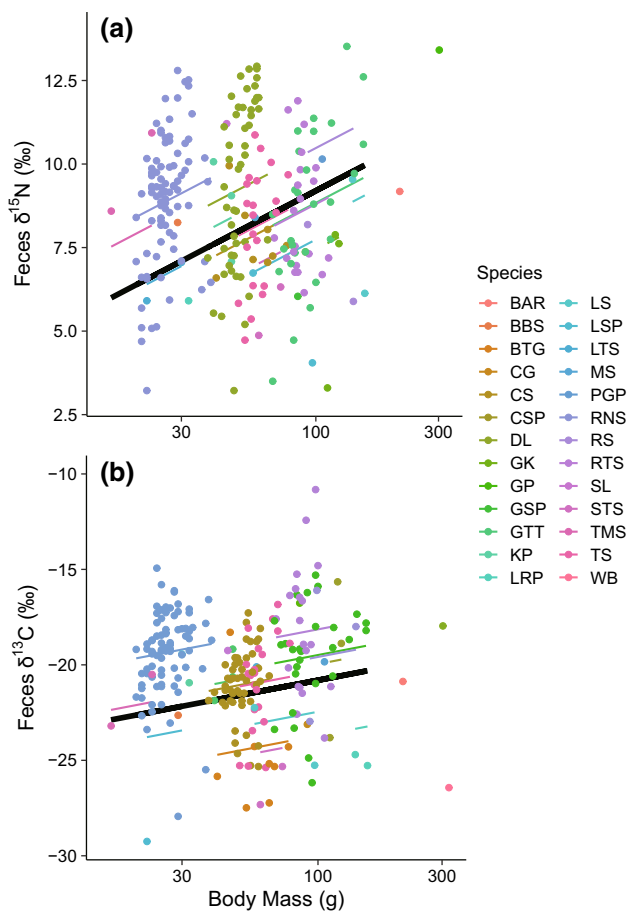 (a)
12.5
10.0
7.5
5.0
2.5
Feces δ15N (‰)
30
100
300
(b)
−10
−15
−20
−25
−30
Feces δ13C (‰)
30
100
300
Body Mass (g)
Species
BAR
BBS
BTG
CG
CS
CSP
DL
GK
GP
GSP
GTT
KP
LRP
LS
LSP
LTS
MS
PGP
RNS
RS
RTS
SL
STS
TMS
TS
WB